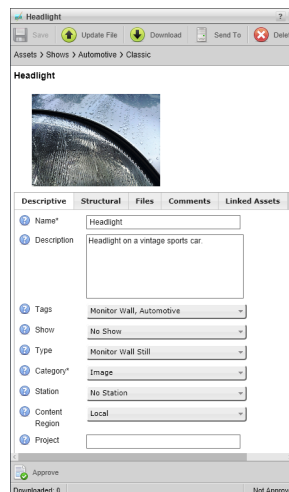 Headlight ?
Save Update File Download Send To Delet
Assets > Shows > Automotive > Classic
Headlight
Descriptive Structural Files Comments Linked Assets
? Name* Headlight
? Description Headlight on a vintage sports car.
? Tags Monitor Wall, Automotive
? Show No Show
? Type Monitor Wall Still
? Category* Image
? Station No Station
? Content Local
Region
? Project
Approve
Downloaded: 0 Not Approv